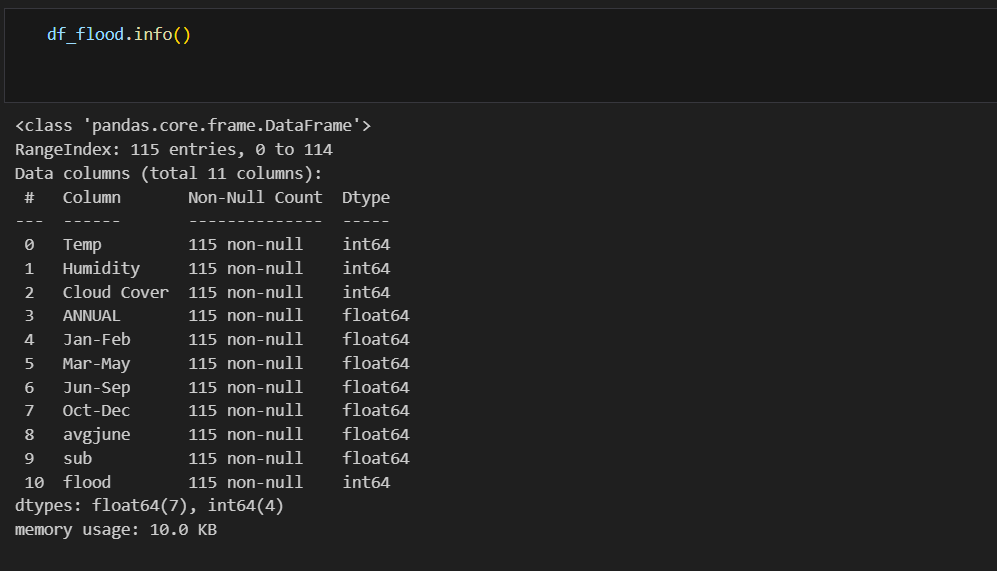 df_flood.info()
<class 'pandas.core.frame.DataFrame'>
RangeIndex: 115 entries, 0 to 114
Data columns (total 11 columns):
 #   Column       Non-Null Count  Dtype
---  ------       --------------  -----
 0   Temp         115 non-null    int64
 1   Humidity     115 non-null    int64
 2   Cloud Cover  115 non-null    int64
 3   ANNUAL       115 non-null    float64
 4   Jan-Feb      115 non-null    float64
 5   Mar-May      115 non-null    float64
 6   Jun-Sep      115 non-null    float64
 7   Oct-Dec      115 non-null    float64
 8   avgjune      115 non-null    float64
 9   sub          115 non-null    float64
 10  flood        115 non-null    int64
dtypes: float64(7), int64(4)
memory usage: 10.0 KB